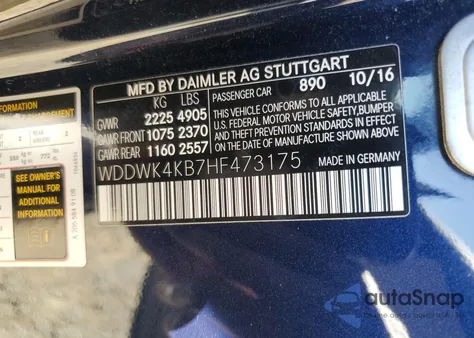 MFD BY DAIMLER AG STUTTGART
KG LBS
GVWR 2225 4905
GAWR FRONT 1075 2370
GAWR REAR 1160 2557
PASSENGER CAR 890 10/16
THIS VEHICLE CONFORMS TO ALL APPLICABLE
U.S. FEDERAL MOTOR VEHICLE SAFETY, BUMPER,
AND THEFT PREVENTION STANDARDS IN EFFECT
ON THE DATE OF MANUFACTURE SHOWN ABOVE
WDDWK4KB7HF473175
MADE IN GERMANY
INFORMATION
SEE OWNER'S
MANUAL FOR
ADDITIONAL
INFORMATION
autoSnap